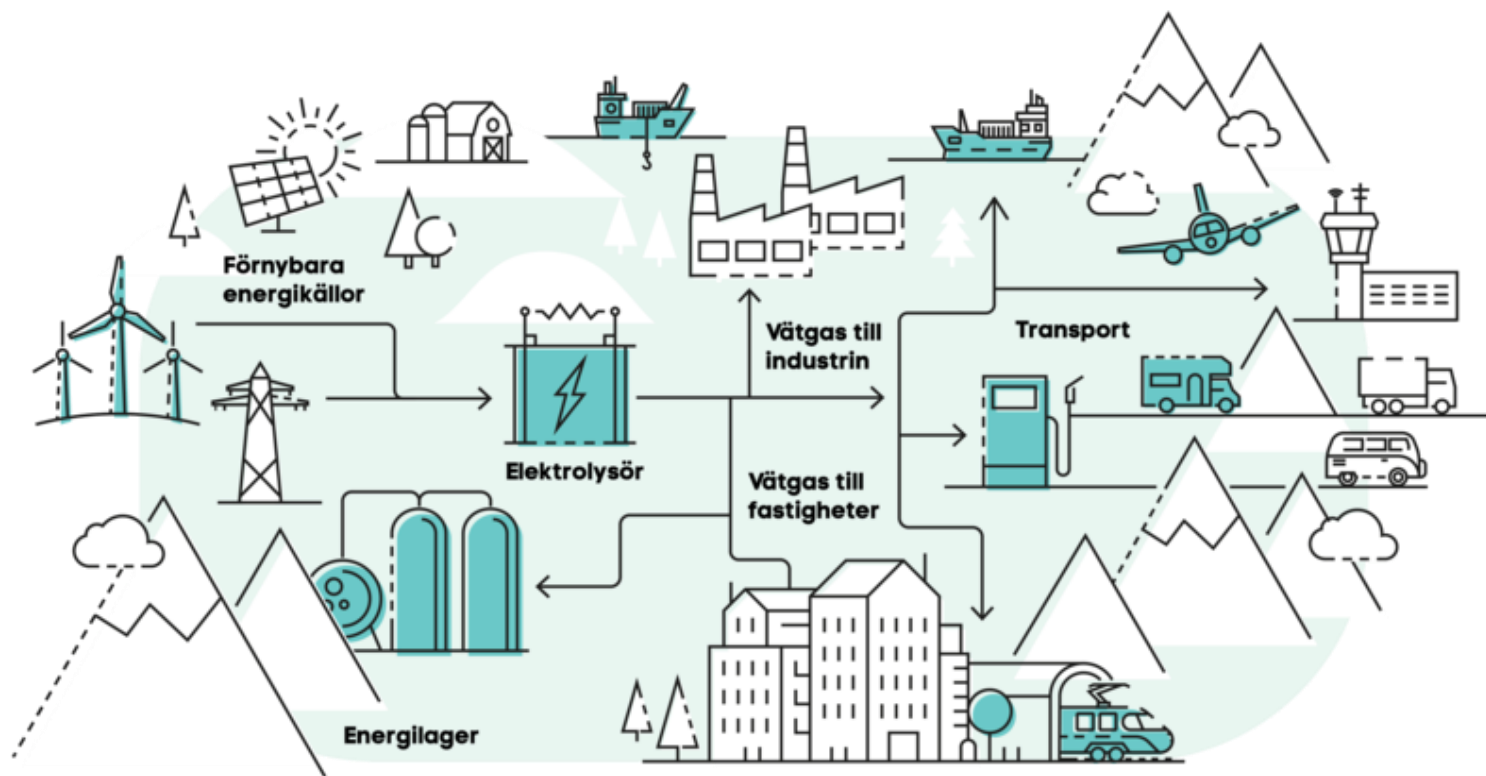 Förnybara
energikällor
Elektrolysör
Vätgas till
industrin
Transport
Vätgas till
fastigheter
Energilager